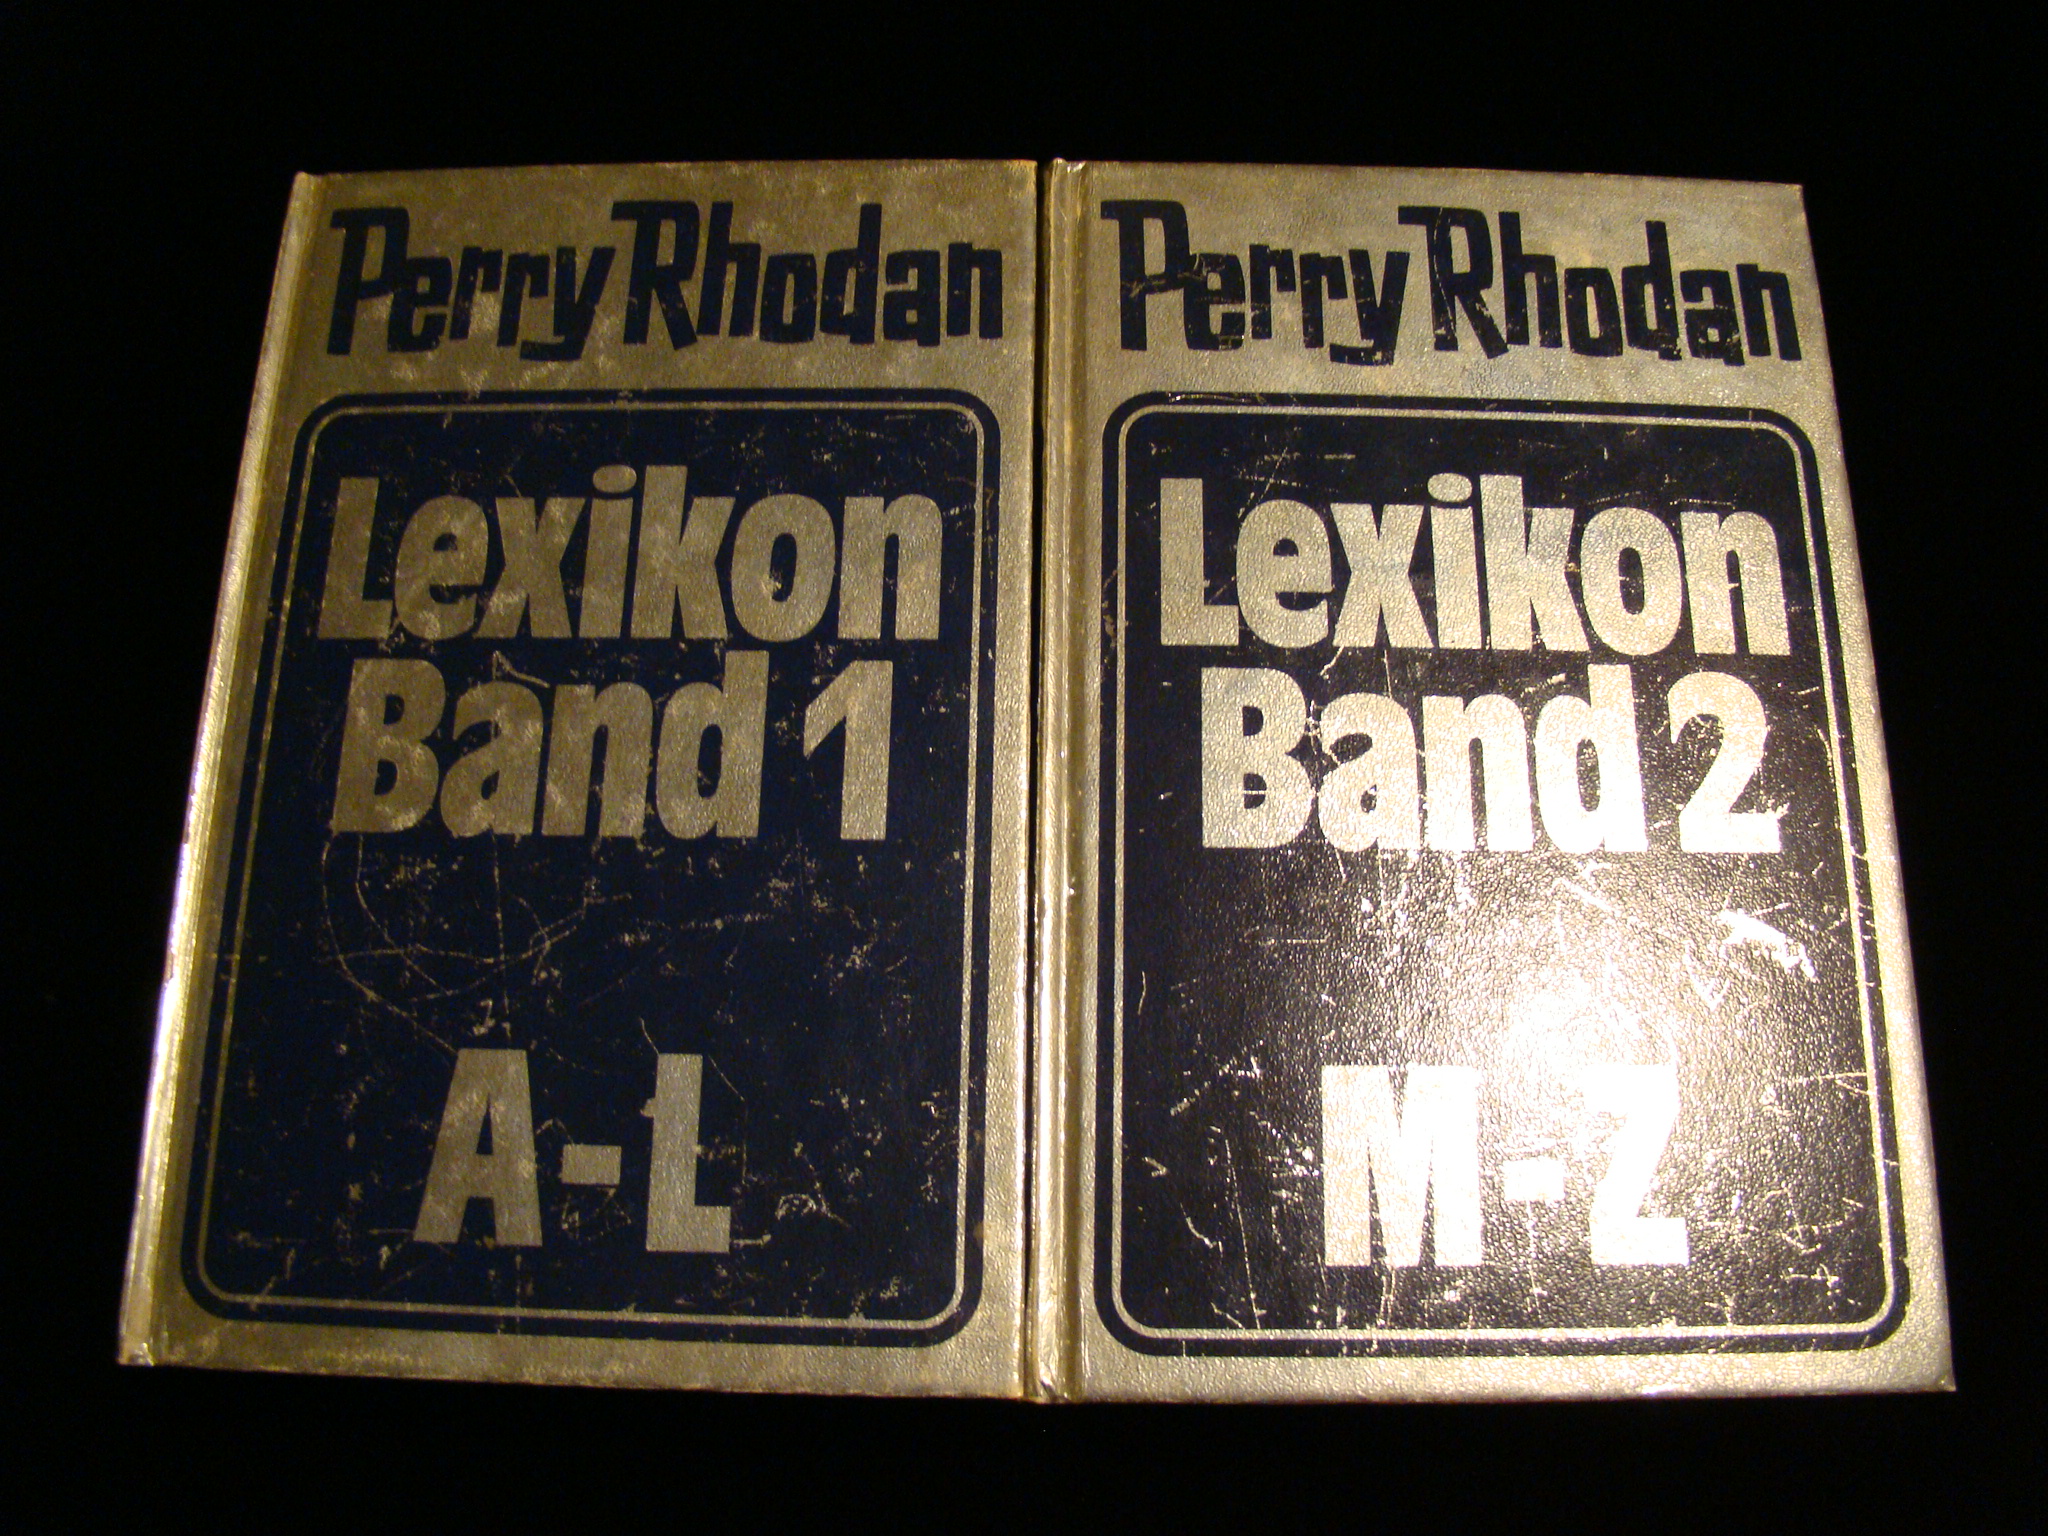 Perry Rhodan
Lexikon
Band 1
A-L
Perry Rhodan
Lexikon
Band 2
M-Z